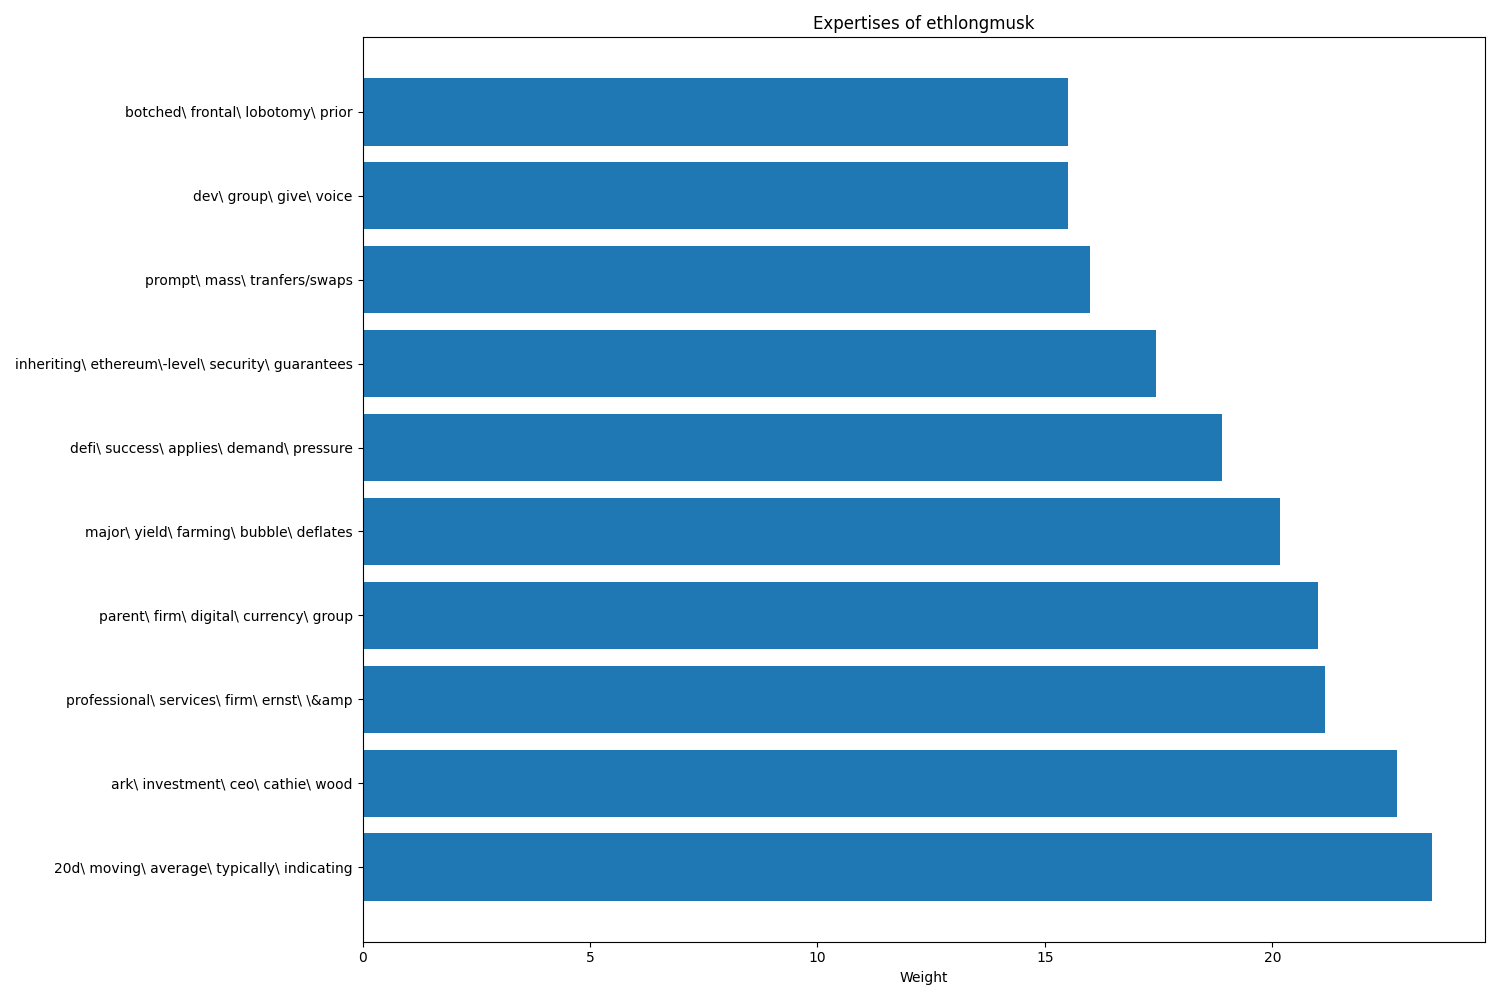 Expertises of ethlongmusk
botched\ frontal\ lobotomy\ prior
dev\ group\ give\ voice
prompt\ mass\ tranfers/swaps
inheriting\ ethereum\-level\ security\ guarantees
defi\ success\ applies\ demand\ pressure
major\ yield\ farming\ bubble\ deflates
parent\ firm\ digital\ currency\ group
professional\ services\ firm\ ernst\ \&amp
ark\ investment\ ceo\ cathie\ wood
20d\ moving\ average\ typically\ indicating
0 5 10 15 20
Weight